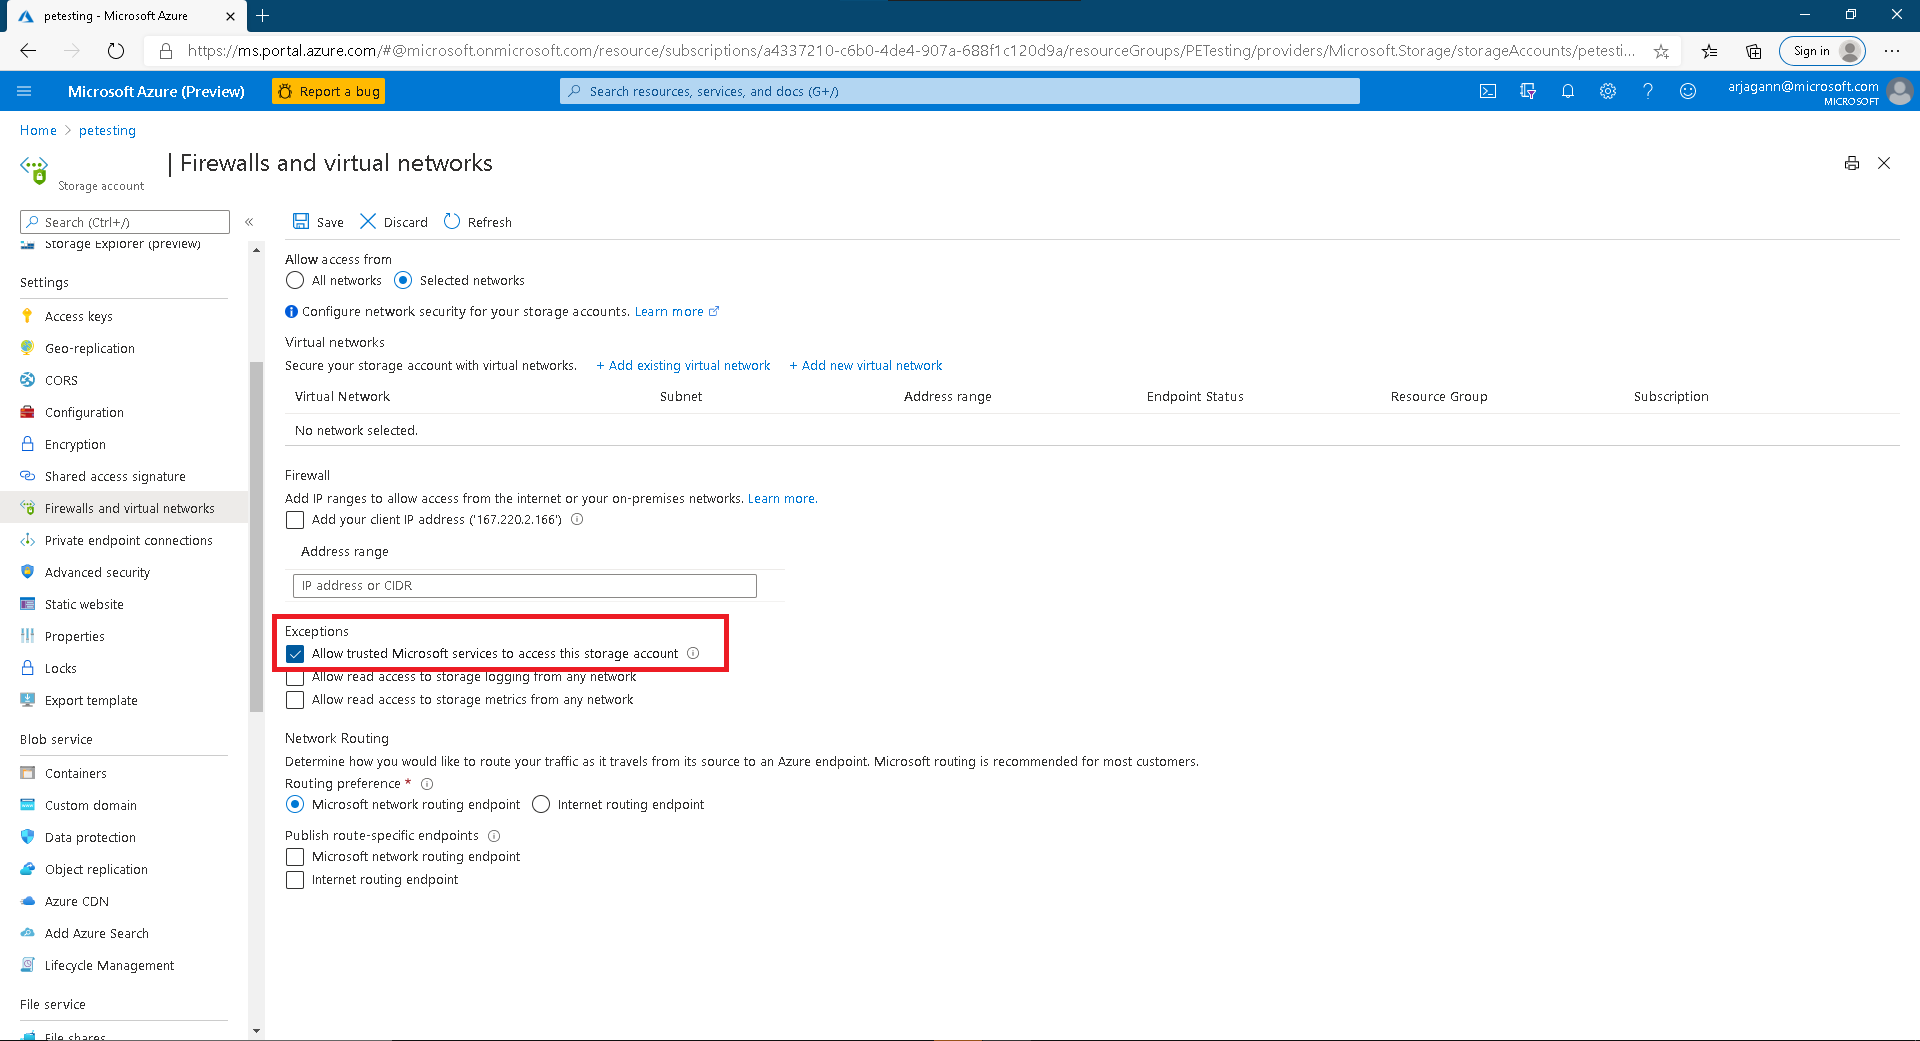 petesting - Microsoft Azure
https://ms.portal.azure.com/#@microsoft.onmicrosoft.com/resource/subscriptions/a4337210-c6b0-4de4-907a-688f1c120d9a/resourceGroups/PETesting/providers/Microsoft.Storage/storageAccounts/petesti...
Sign in
Microsoft Azure (Preview)
Report a bug
Search resources, services, and docs (G+/)
arjagann@microsoft.com
MICROSOFT
Home > petesting
| Firewalls and virtual networks
Storage account
Search (Ctrl+/)
«
Storage Explorer (preview)
Settings
Access keys
Geo-replication
CORS
Configuration
Encryption
Shared access signature
Firewalls and virtual networks
Private endpoint connections
Advanced security
Static website
Properties
Locks
Export template
Blob service
Containers
Custom domain
Data protection
Object replication
Azure CDN
Add Azure Search
Lifecycle Management
File service
File shares
Save Discard Refresh
Allow access from
All networks Selected networks
Configure network security for your storage accounts. Learn more
Virtual networks
Secure your storage account with virtual networks. + Add existing virtual network + Add new virtual network
Virtual Network Subnet Address range Endpoint Status Resource Group Subscription
No network selected.
Firewall
Add IP ranges to allow access from the internet or your on-premises networks. Learn more.
Add your client IP address ('167.220.2.166')
Address range
IP address or CIDR
Exceptions
Allow trusted Microsoft services to access this storage account
Allow read access to storage logging from any network
Allow read access to storage metrics from any network
Network Routing
Determine how you would like to route your traffic as it travels from its source to an Azure endpoint. Microsoft routing is recommended for most customers.
Routing preference *
Microsoft network routing endpoint Internet routing endpoint
Publish route-specific endpoints
Microsoft network routing endpoint
Internet routing endpoint